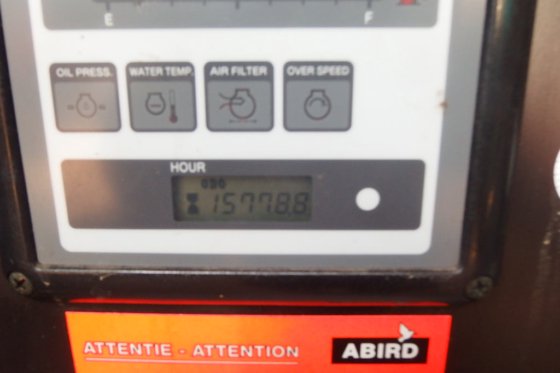 E F
OIL PRESS. WATER TEMP. AIR FILTER OVER SPEED
HOUR
15778.8
ATTENTIE - ATTENTION ABIRD